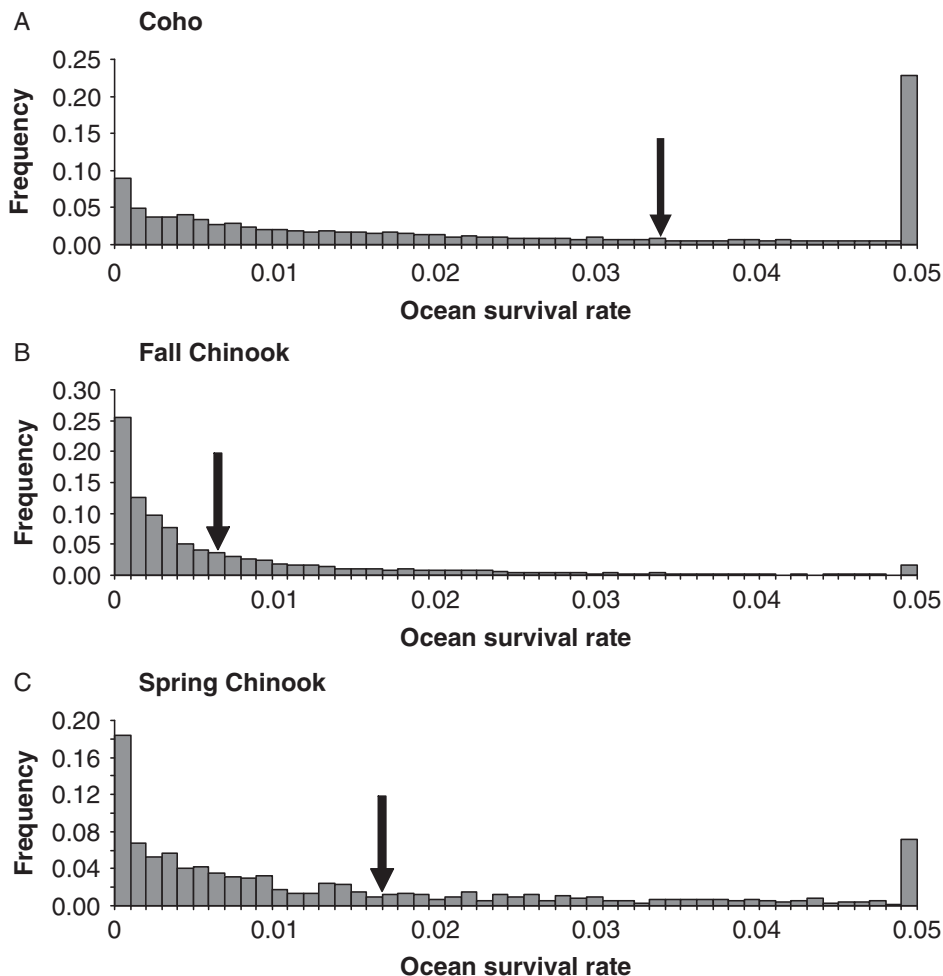 A Coho
0.25
0.20
0.15
0.10
0.05
0.00
Frequency
0 0.01 0.02 0.03 0.04 0.05
Ocean survival rate
B Fall Chinook
0.30
0.25
0.20
0.15
0.10
0.05
0.00
Frequency
0 0.01 0.02 0.03 0.04 0.05
Ocean survival rate
C Spring Chinook
0.20
0.16
0.12
0.08
0.04
0.00
Frequency
0 0.01 0.02 0.03 0.04 0.05
Ocean survival rate